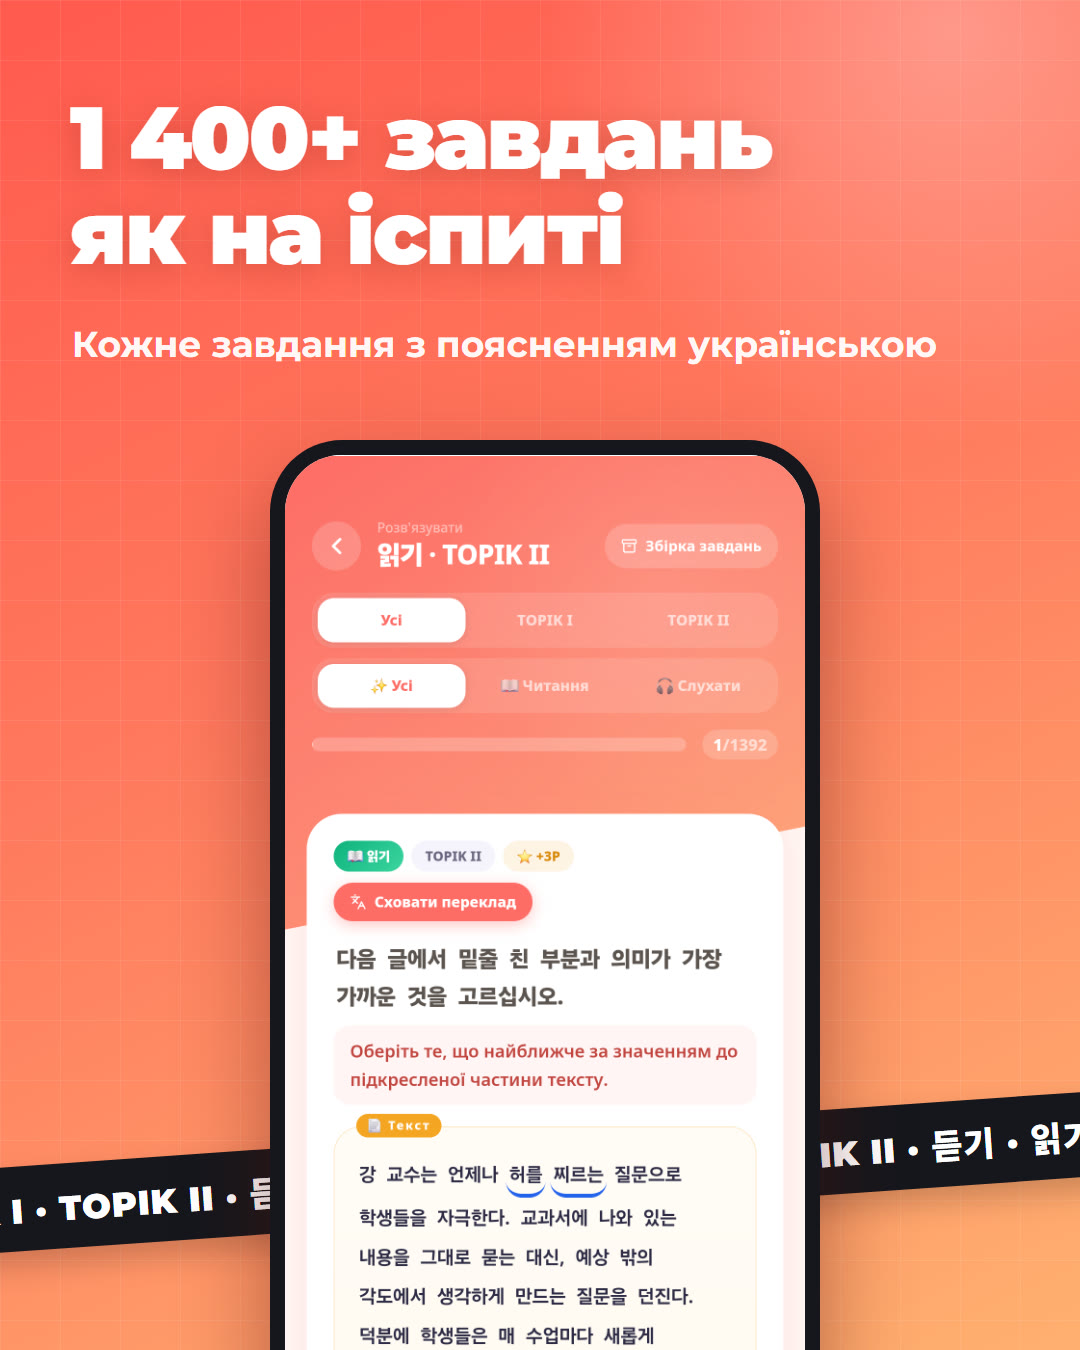 1 400+ завдань
як на іспиті
Кожне завдання з поясненням українською
Розв'язувати
읽기 · TOPIK II
Збірка завдань
Усі
TOPIK I
TOPIK II
✨ Усі
📖 Читання
🎧 Слухати
1/1392
📖 읽기
TOPIK II
⭐ +3P
Сховати переклад
다음 글에서 밑줄 친 부분과 의미가 가장
가까운 것을 고르십시오.
Оберіть те, що найближче за значенням до
підкресленої частини тексту.
Текст
강 교수는 언제나 허를 찌르는 질문으로
학생들을 자극한다. 교과서에 나와 있는
내용을 그대로 묻는 대신, 예상 밖의
각도에서 생각하게 만드는 질문을 던진다.
덕분에 학생들은 매 수업마다 새롭게
I • TOPIK II •
II • 듣기 • 읽기